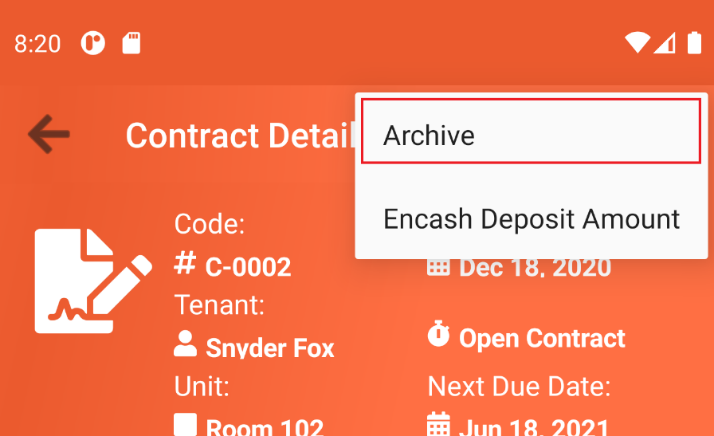 8:20
Contract Detail
Archive
Encash Deposit Amount
Code:
# C-0002
Dec 18, 2020
Tenant:
Snyder Fox
Open Contract
Unit:
Next Due Date:
Room 102
Jun 18, 2021